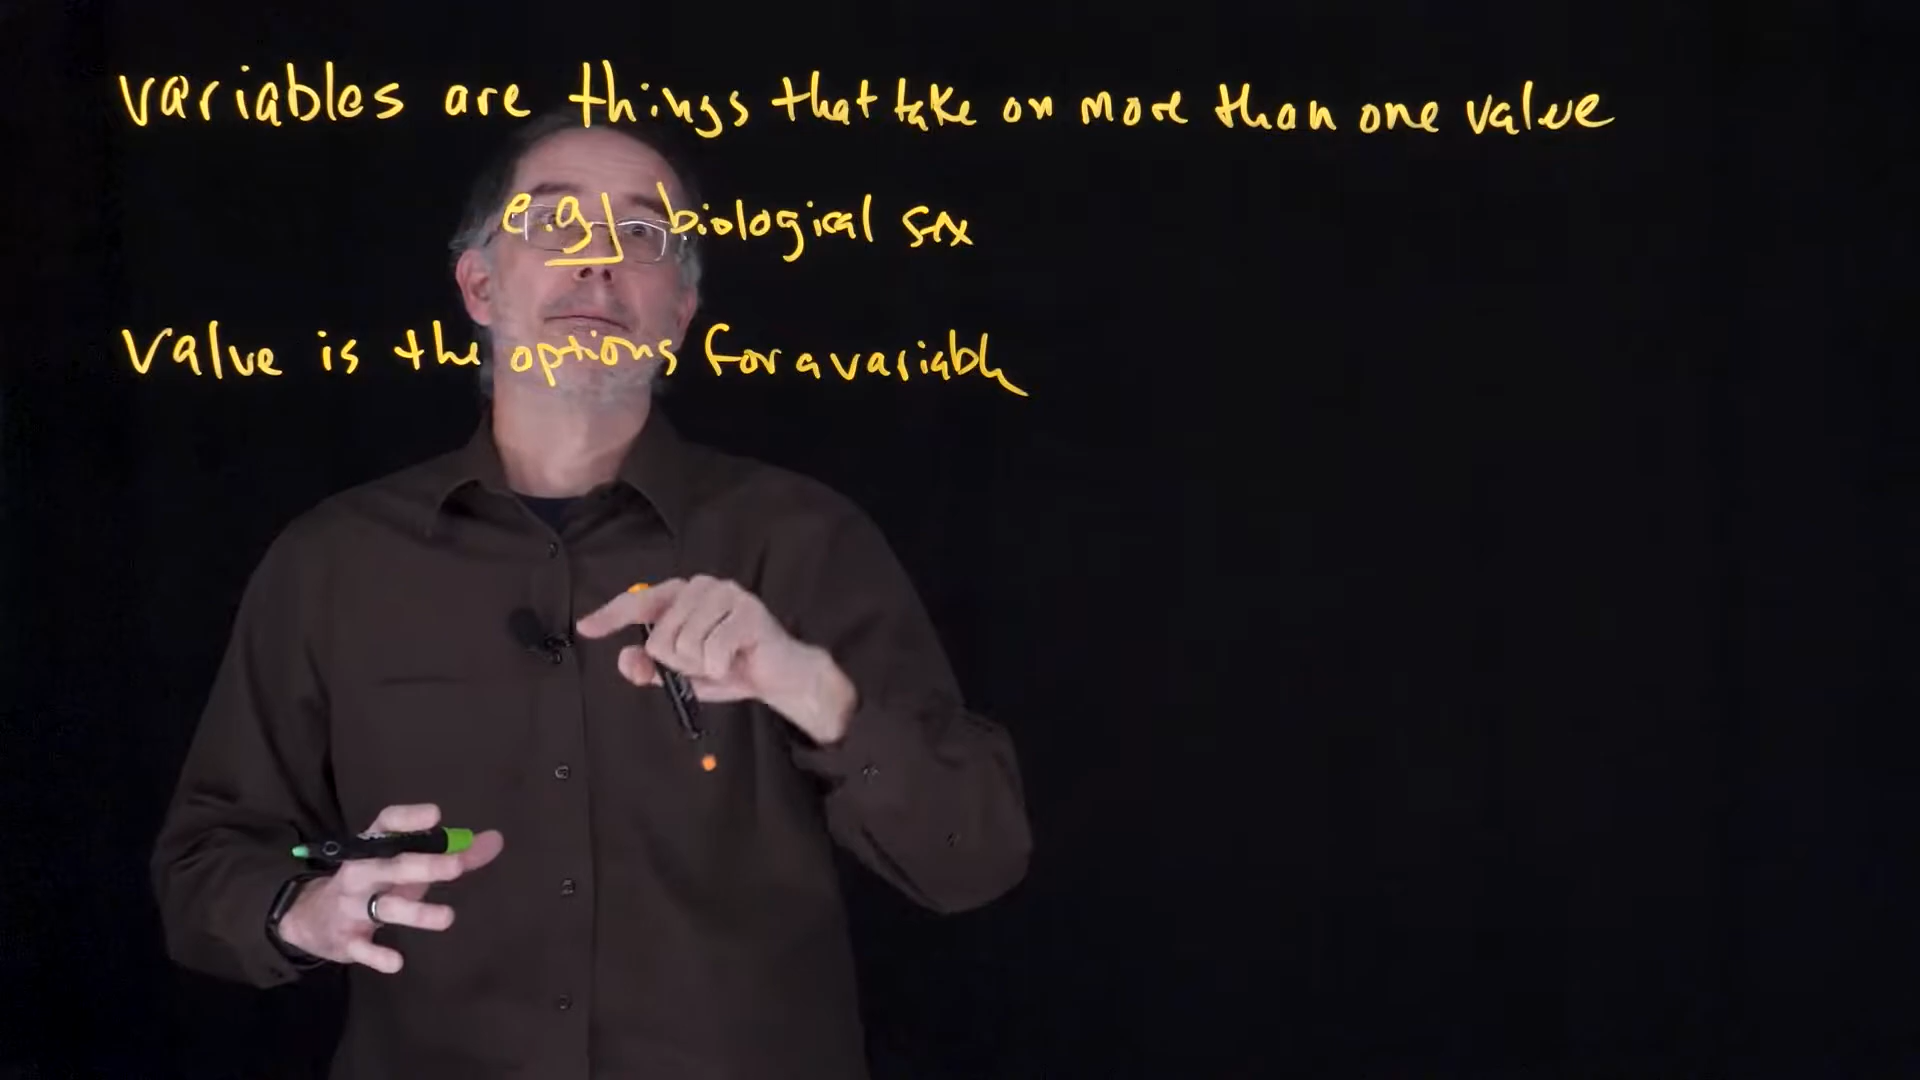 variables are things that take on more than one value
e.g. biological sex
value is the options for a variable